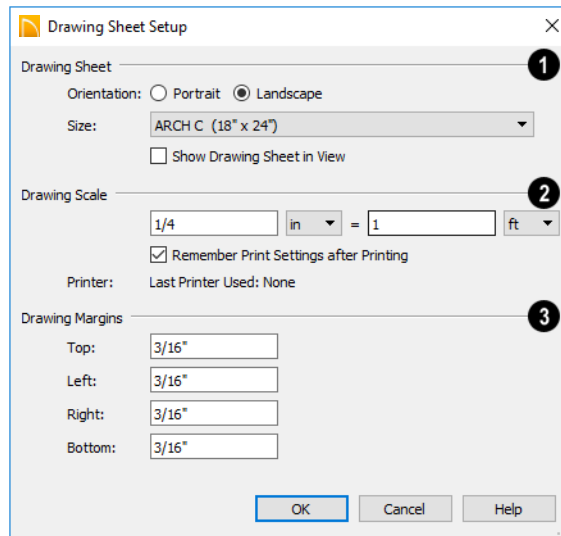 Drawing Sheet Setup
Drawing Sheet 1
Orientation: Portrait Landscape
Size: ARCH C (18" x 24")
Show Drawing Sheet in View
Drawing Scale 2
1/4 in = 1 ft
Remember Print Settings after Printing
Printer: Last Printer Used: None
Drawing Margins 3
Top: 3/16"
Left: 3/16"
Right: 3/16"
Bottom: 3/16"
OK Cancel Help